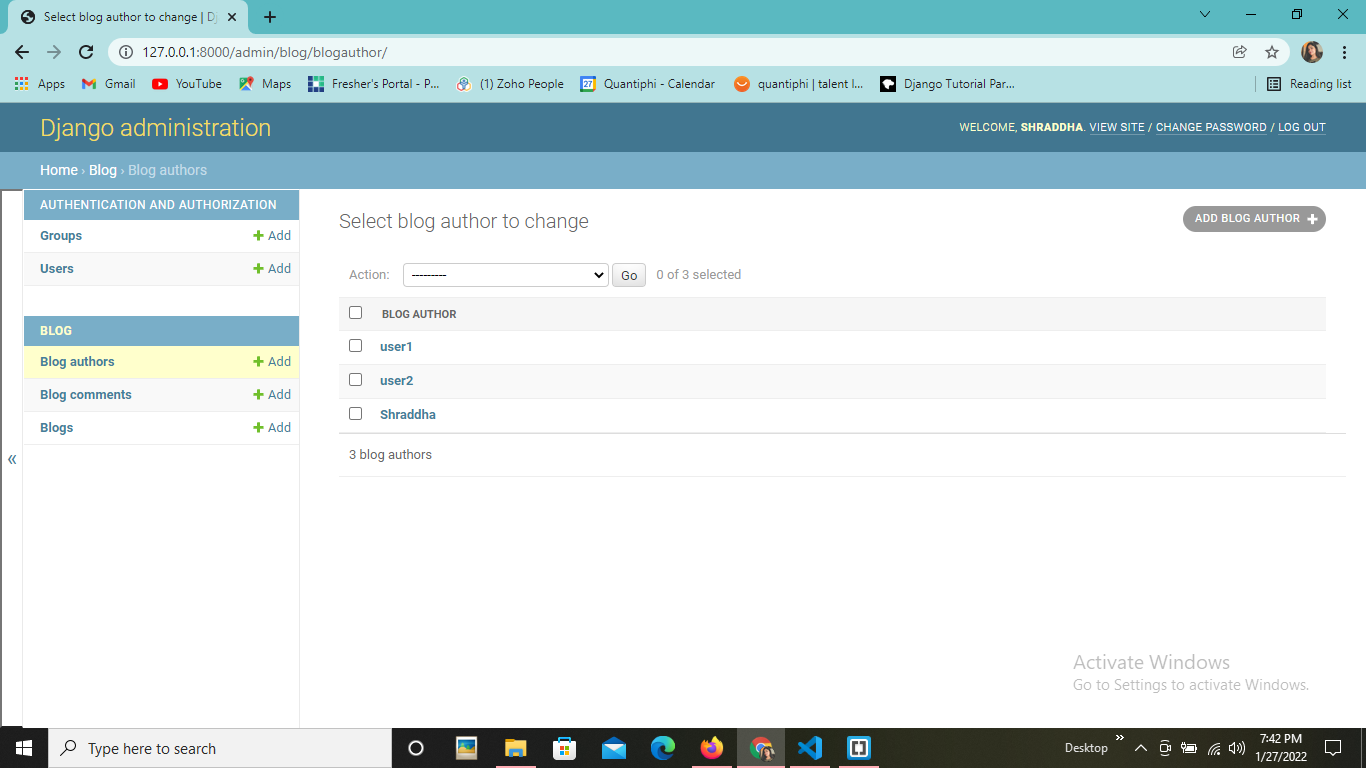 Select blog author to change | Dj
127.0.0.1:8000/admin/blog/blogauthor/
Apps Gmail YouTube Maps Fresher's Portal - P... (1) Zoho People 27 Quantiphi - Calendar quantiphi | talent l... Django Tutorial Par... Reading list
Django administration
WELCOME, SHRADDHA. VIEW SITE / CHANGE PASSWORD / LOG OUT
Home › Blog › Blog authors
AUTHENTICATION AND AUTHORIZATION
Groups + Add
Users + Add
BLOG
Blog authors + Add
Blog comments + Add
Blogs + Add
«
Select blog author to change
ADD BLOG AUTHOR +
Action: --------- Go 0 of 3 selected
BLOG AUTHOR
user1
user2
Shraddha
3 blog authors
Activate Windows
Go to Settings to activate Windows.
Type here to search
Desktop »
7:42 PM
1/27/2022